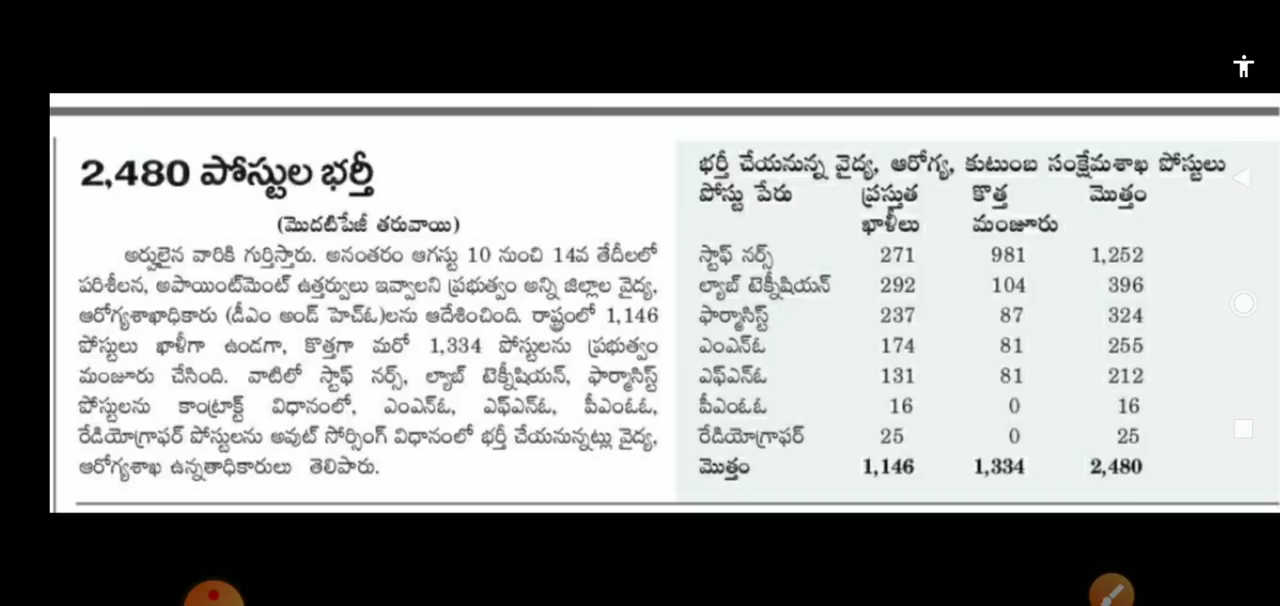 2,480 పోస్టుల భర్తీ
(మొదటిపేజీ తరువాయి)
అర్హులైన వారికి గుర్తిస్తారు. అనంతరం ఆగస్టు 10 నుంచి 14వ తేదీలలో
పరిశీలన, అపాయింట్‌మెంట్ ఉత్తర్వులు ఇవ్వాలని ప్రభుత్వం అన్ని జిల్లాల వైద్య,
ఆరోగ్యశాఖాధికారు (డీఎం అండ్ హెచ్ఓ)లను ఆదేశించింది. రాష్ట్రంలో 1,146
పోస్టులు ఖాళీగా ఉండగా, కొత్తగా మరో 1,334 పోస్టులను ప్రభుత్వం
మంజూరు చేసింది. వాటిలో స్టాఫ్ నర్స్, ల్యాబ్ టెక్నీషియన్, ఫార్మాసిస్ట్
పోస్టులను కాంట్రాక్ట్ విధానంలో, ఎంఎన్ఓ, ఎఫ్ఎన్ఓ, పీఎంఓఓ,
రేడియోగ్రాఫర్ పోస్టులను అవుట్ సోర్సింగ్ విధానంలో భర్తీ చేయనున్నట్లు వైద్య,
ఆరోగ్యశాఖ ఉన్నతాధికారులు తెలిపారు.
భర్తీ చేయనున్న వైద్య, ఆరోగ్య, కుటుంబ సంక్షేమశాఖ పోస్టులు
పోస్టు పేరు ప్రస్తుత కొత్త మొత్తం
ఖాళీలు మంజూరు
స్టాఫ్ నర్స్ 271 981 1,252
ల్యాబ్ టెక్నీషియన్ 292 104 396
ఫార్మాసిస్ట్ 237 87 324
ఎంఎన్ఓ 174 81 255
ఎఫ్ఎన్ఓ 131 81 212
పీఎంఓఓ 16 0 16
రేడియోగ్రాఫర్ 25 0 25
మొత్తం 1,146 1,334 2,480